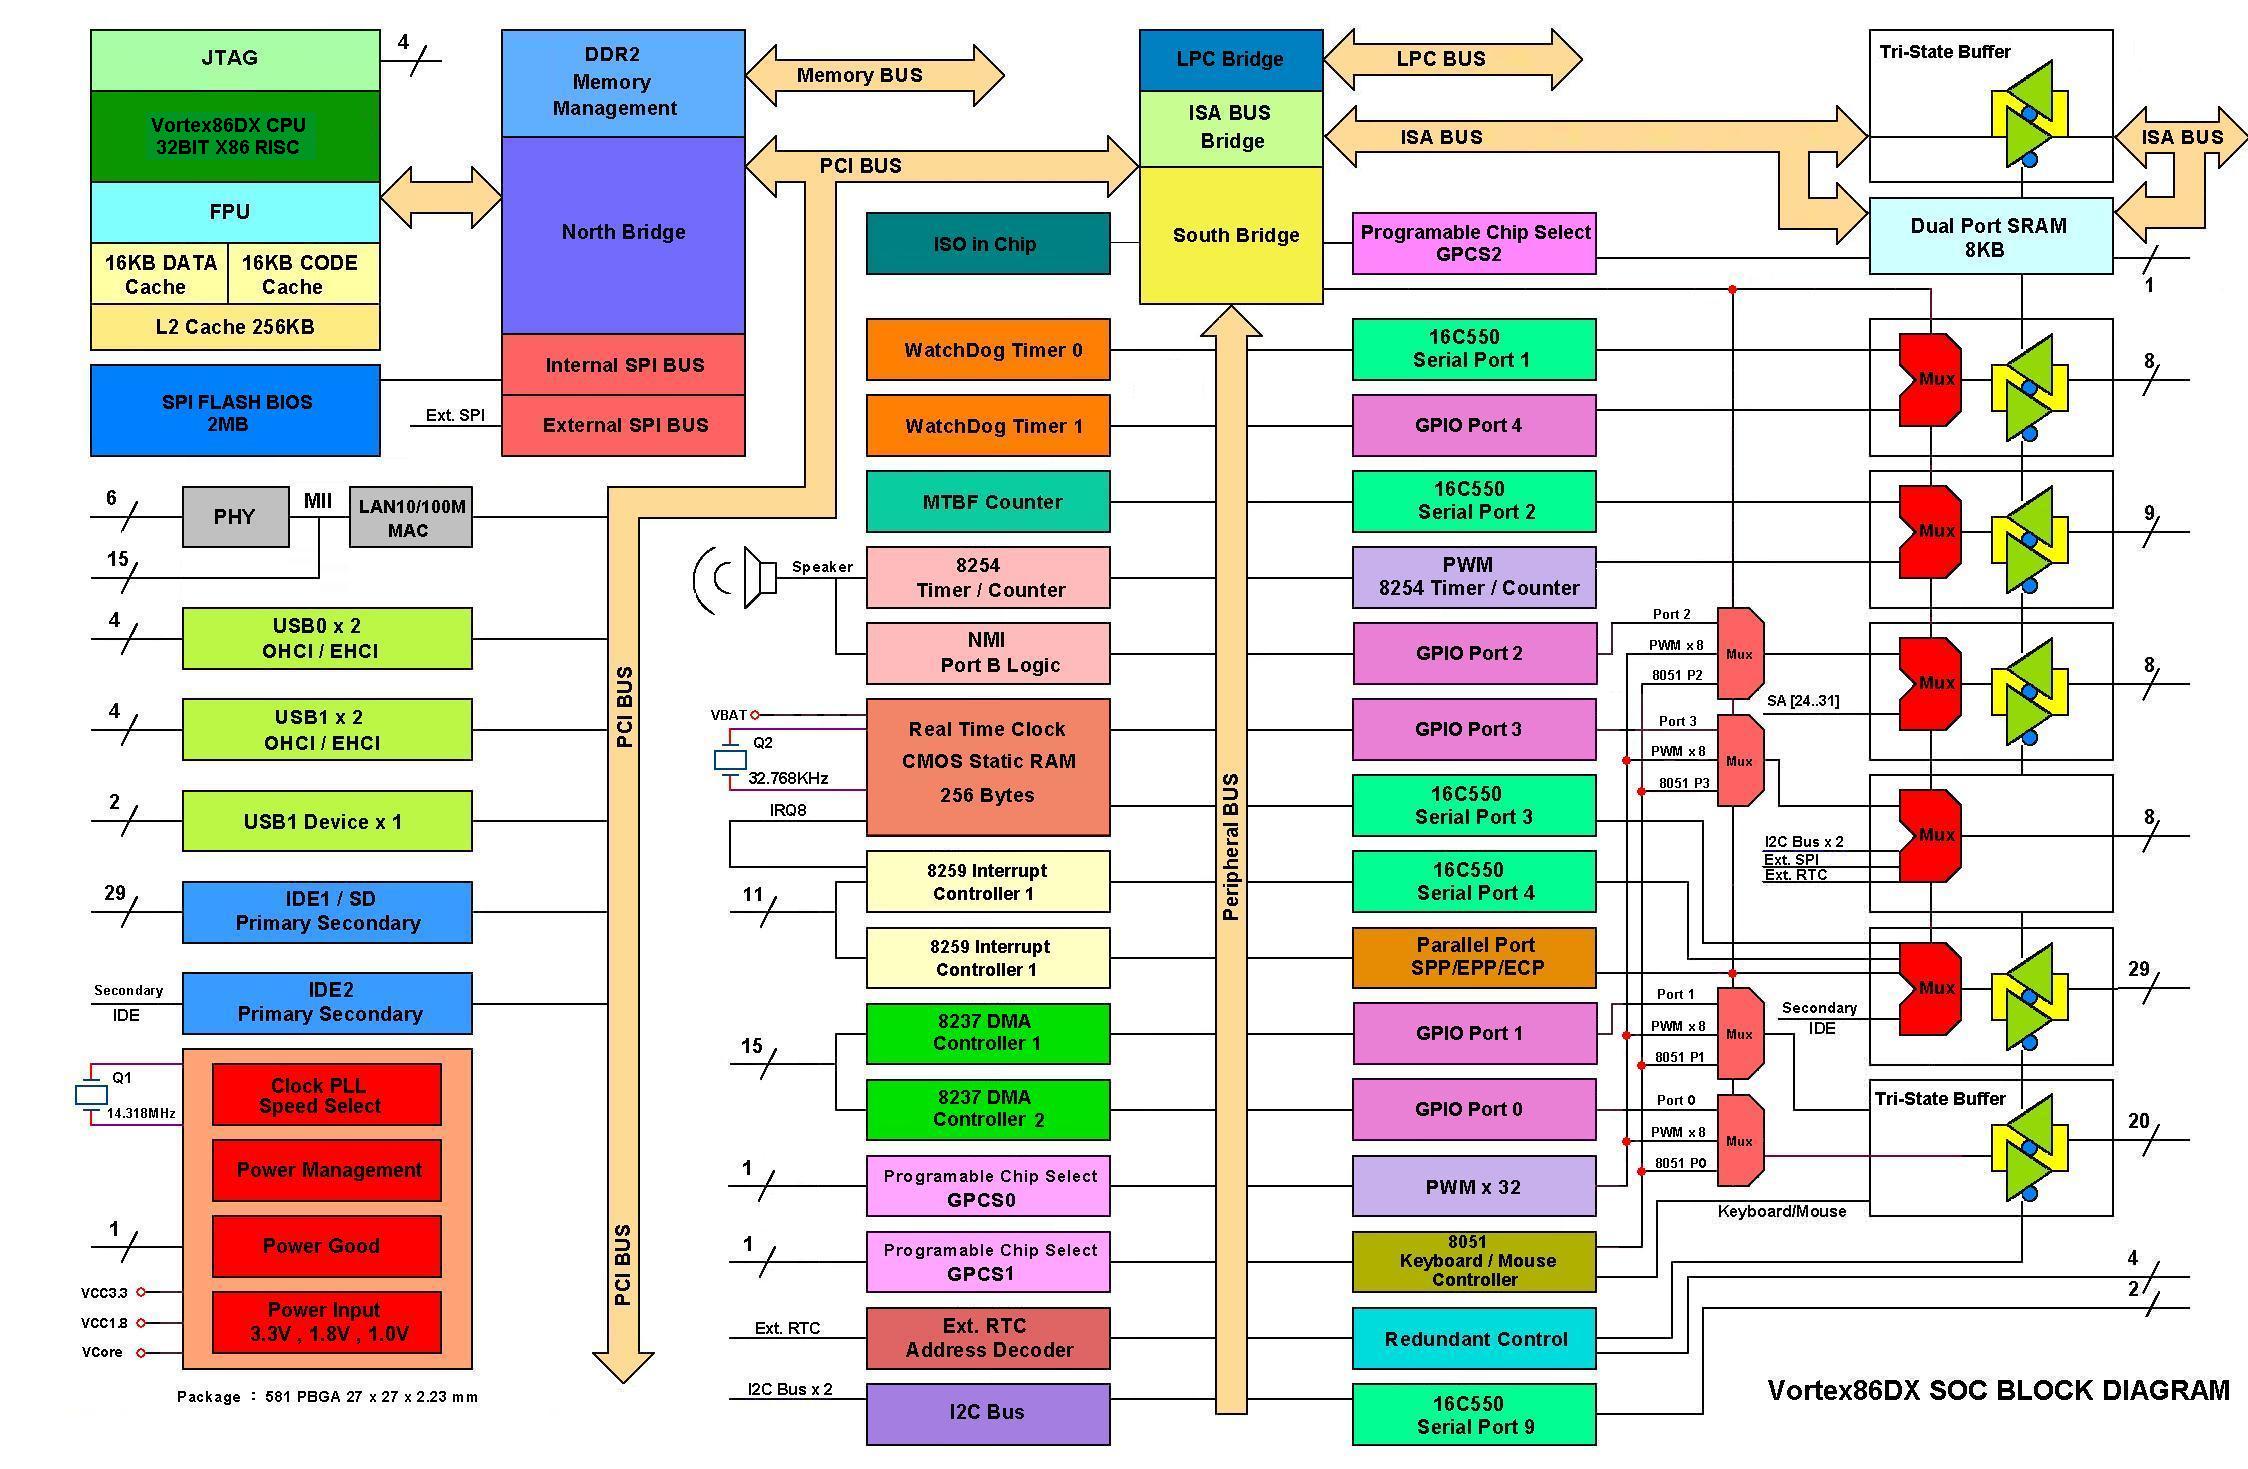 JTAG
4
Vortex86DX CPU
32BIT X86 RISC
FPU
16KB DATA
Cache
16KB CODE
Cache
L2 Cache 256KB
SPI FLASH BIOS
2MB
Ext. SPI
DDR2
Memory
Management
North Bridge
Internal SPI BUS
External SPI BUS
Memory BUS
PCI BUS
LPC Bridge
ISA BUS
Bridge
South Bridge
LPC BUS
ISA BUS
Tri-State Buffer
ISA BUS
Dual Port SRAM
8KB
1
ISO in Chip
Programable Chip Select
GPCS2
6
PHY
MII
LAN10/100M
MAC
15
4
USB0 x 2
OHCI / EHCI
4
USB1 x 2
OHCI / EHCI
2
USB1 Device x 1
29
IDE1 / SD
Primary Secondary
Secondary
IDE
IDE2
Primary Secondary
Q1
14.318MHz
Clock PLL
Speed Select
Power Management
1
Power Good
VCC3.3
VCC1.8
VCore
Power Input
3.3V , 1.8V , 1.0V
Package : 581 PBGA 27 x 27 x 2.23 mm
PCI BUS
PCI BUS
WatchDog Timer 0
WatchDog Timer 1
MTBF Counter
Speaker
8254
Timer / Counter
NMI
Port B Logic
VBAT
Q2
32.768KHz
IRQ8
Real Time Clock
CMOS Static RAM
256 Bytes
11
8259 Interrupt
Controller 1
8259 Interrupt
Controller 1
15
8237 DMA
Controller 1
8237 DMA
Controller 2
1
Programable Chip Select
GPCS0
1
Programable Chip Select
GPCS1
Ext. RTC
Ext. RTC
Address Decoder
I2C Bus x 2
I2C Bus
Peripheral BUS
16C550
Serial Port 1
GPIO Port 4
16C550
Serial Port 2
PWM
8254 Timer / Counter
GPIO Port 2
GPIO Port 3
16C550
Serial Port 3
16C550
Serial Port 4
Parallel Port
SPP/EPP/ECP
GPIO Port 1
GPIO Port 0
PWM x 32
8051
Keyboard / Mouse
Controller
Redundant Control
16C550
Serial Port 9
Port 2
PWM x 8
8051 P2
Mux
Port 3
PWM x 8
8051 P3
Mux
Port 1
PWM x 8
8051 P1
Mux
Port 0
PWM x 8
8051 P0
Mux
Mux
8
Mux
9
SA [24..31]
Mux
8
I2C Bus x 2
Ext. SPI
Ext. RTC
Mux
8
Secondary
IDE
Mux
29
Tri-State Buffer
20
Keyboard/Mouse
4
2
Vortex86DX SOC BLOCK DIAGRAM